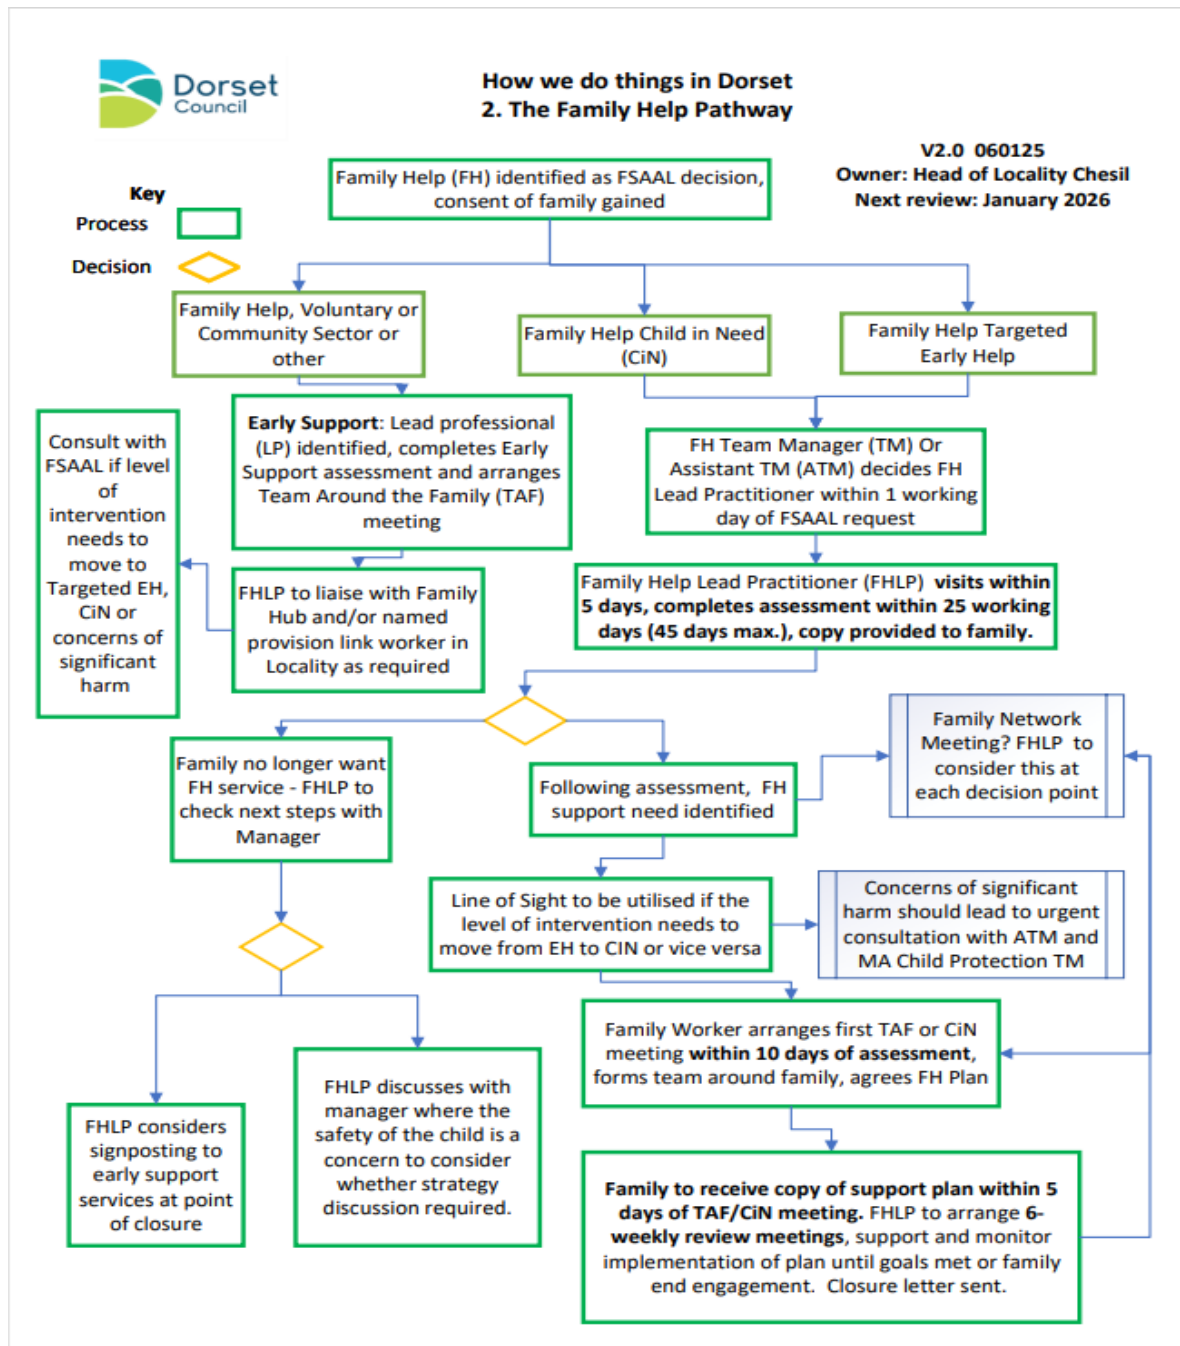 Dorset
Council
How we do things in Dorset
2. The Family Help Pathway
V2.0 060125
Owner: Head of Locality Chesil
Next review: January 2026
Key
Process
Decision
Family Help (FH) identified as FSAAL decision,
consent of family gained
Family Help, Voluntary or
Community Sector or
other
Family Help Child in Need
(CiN)
Family Help Targeted
Early Help
Early Support: Lead professional
(LP) identified, completes Early
Support assessment and arranges
Team Around the Family (TAF)
meeting
Consult with
FSAAL if level
of
intervention
needs to
move to
Targeted EH,
CiN or
concerns of
significant
harm
FHLP to liaise with Family
Hub and/or named
provision link worker in
Locality as required
FH Team Manager (TM) Or
Assistant TM (ATM) decides FH
Lead Practitioner within 1 working
day of FSAAL request
Family Help Lead Practitioner (FHLP) visits within
5 days, completes assessment within 25 working
days (45 days max.), copy provided to family.
Family no longer want
FH service - FHLP to
check next steps with
Manager
Following assessment, FH
support need identified
Family Network
Meeting? FHLP to
consider this at
each decision point
Line of Sight to be utilised if the
level of intervention needs to
move from EH to CIN or vice versa
Concerns of significant
harm should lead to urgent
consultation with ATM and
MA Child Protection TM
Family Worker arranges first TAF or CiN
meeting within 10 days of assessment,
forms team around family, agrees FH Plan
FHLP considers
signposting to
early support
services at point
of closure
FHLP discusses with
manager where the
safety of the child is a
concern to consider
whether strategy
discussion required.
Family to receive copy of support plan within 5
days of TAF/CiN meeting. FHLP to arrange 6-
weekly review meetings, support and monitor
implementation of plan until goals met or family
end engagement. Closure letter sent.